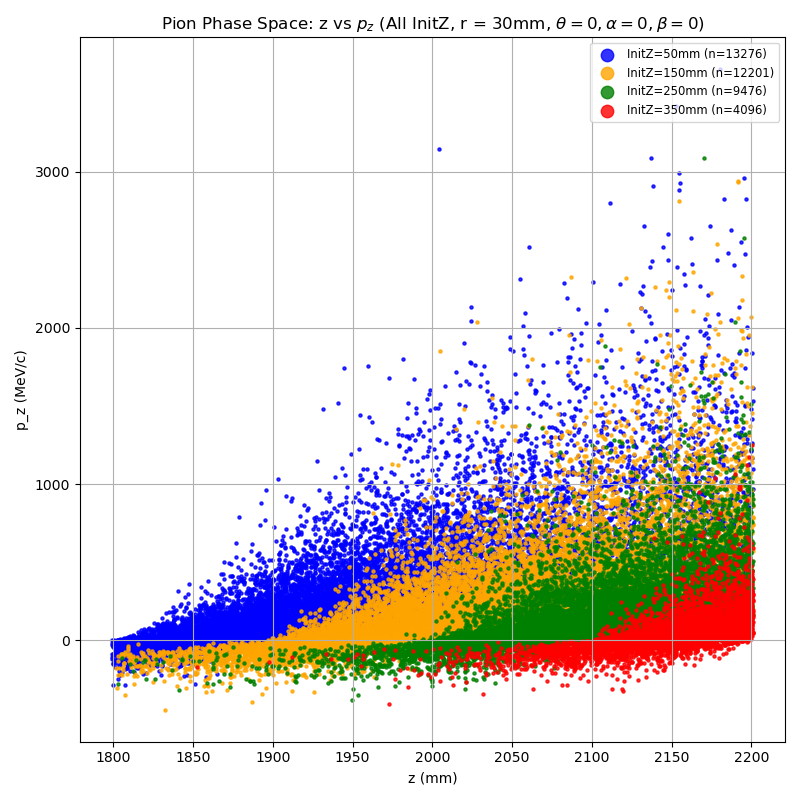 Pion Phase Space: z vs $p_z$ (All InitZ, r = 30mm, θ = 0, α = 0, β = 0)
InitZ=50mm (n=13276)
InitZ=150mm (n=12201)
InitZ=250mm (n=9476)
InitZ=350mm (n=4096)
3000
2000
1000
0
p_z (MeV/c)
1800 1850 1900 1950 2000 2050 2100 2150 2200
z (mm)